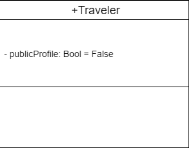 +Traveler
- publicProfile: Bool = False